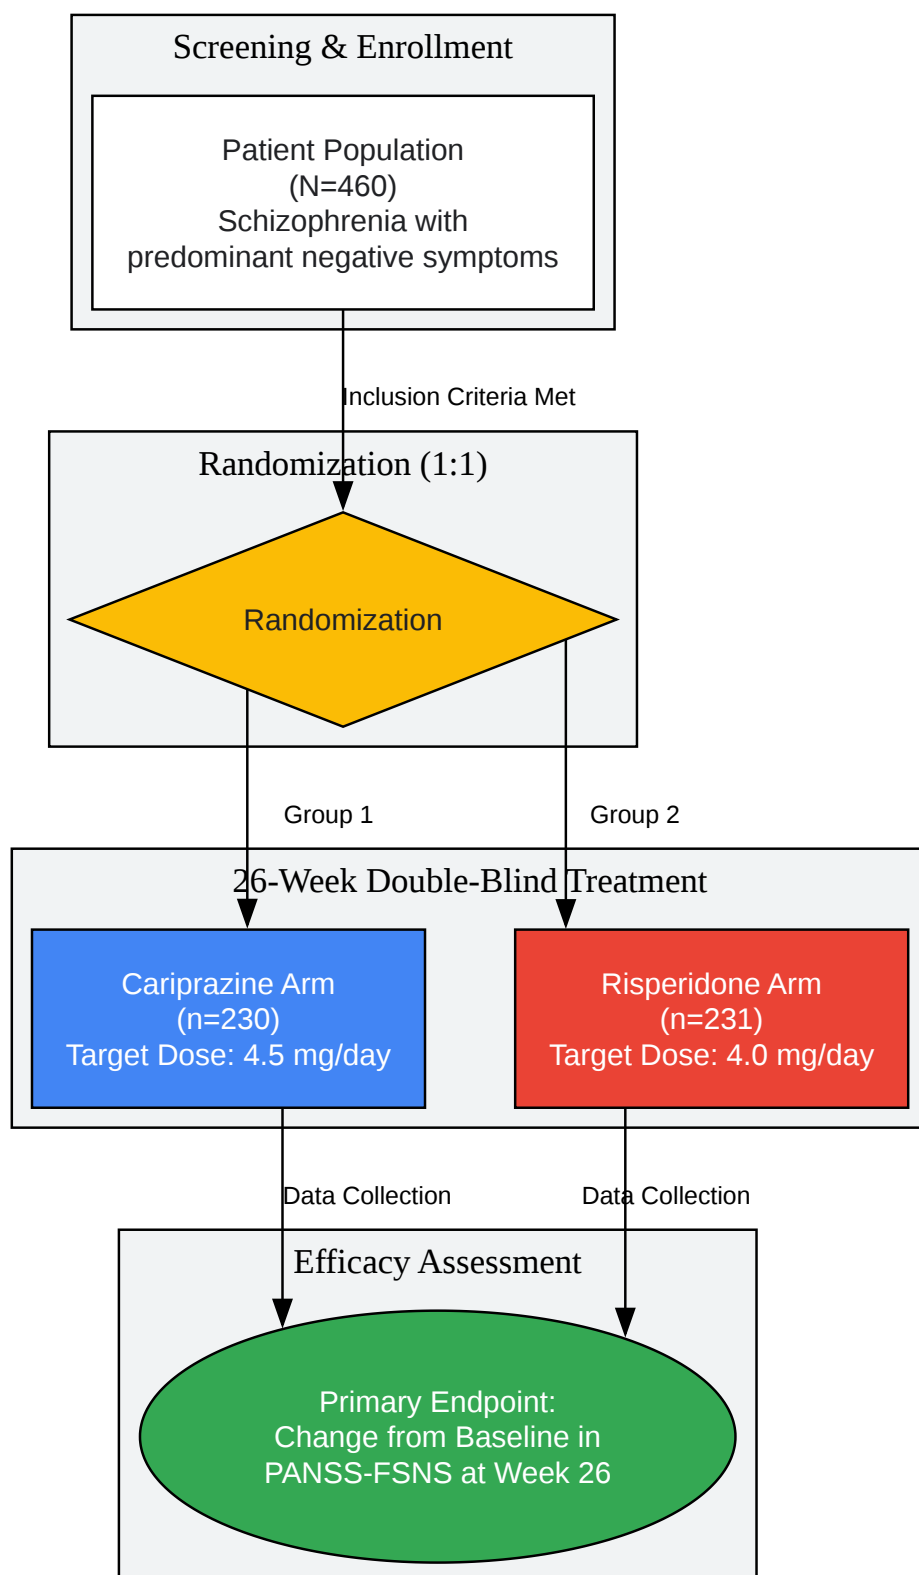 Screening & Enrollment
Patient Population
(N=460)
Schizophrenia with
predominant negative symptoms
Inclusion Criteria Met
Randomization (1:1)
Randomization
Group 1
Group 2
26-Week Double-Blind Treatment
Cariprazine Arm
(n=230)
Target Dose: 4.5 mg/day
Risperidone Arm
(n=231)
Target Dose: 4.0 mg/day
Data Collection
Data Collection
Efficacy Assessment
Primary Endpoint:
Change from Baseline in
PANSS-FSNS at Week 26